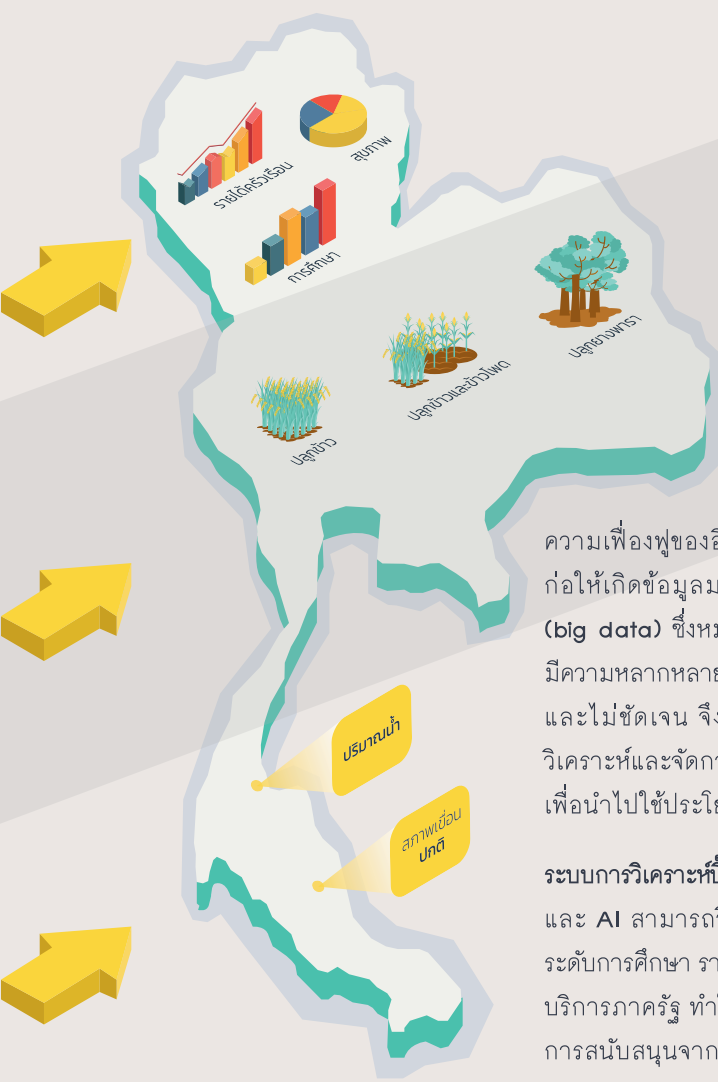 รายได้ครัวเรือน
สุขภาพ
การศึกษา
ปลูกข้าว
ปลูกข้าวและข้าวโพด
ปลูกยางพารา
ปริมาณน้ำ
สภาพเขื่อน
ปกติ
ความเฟื่องฟูของอิ
ก่อให้เกิดข้อมูลม
(big data) ซึ่งหม
มีความหลากหลาย
และไม่ชัดเจน จึง
วิเคราะห์และจัดกา
เพื่อนำไปใช้ประโย
ระบบการวิเคราะห์บิ๊
และ AI สามารถวิ
ระดับการศึกษา รา
บริการภาครัฐ ทำใ
การสนับสนุนจาก